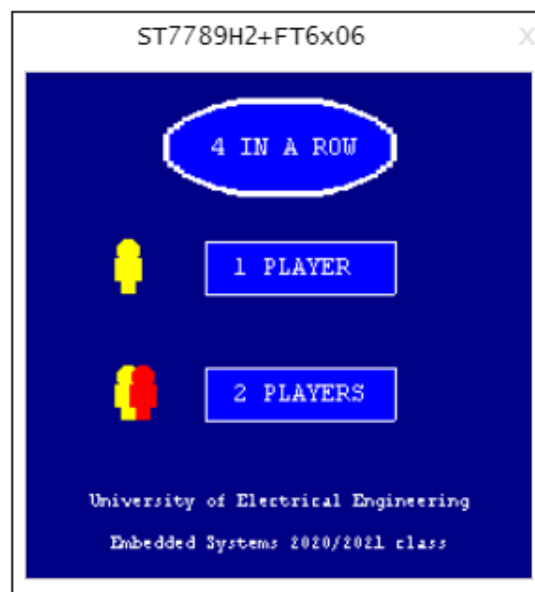 ST7789H2+FT6x06
X
4 IN A ROW
1 PLAYER
2 PLAYERS
University of Electrical Engineering
Embedded Systems 2020/2021 class